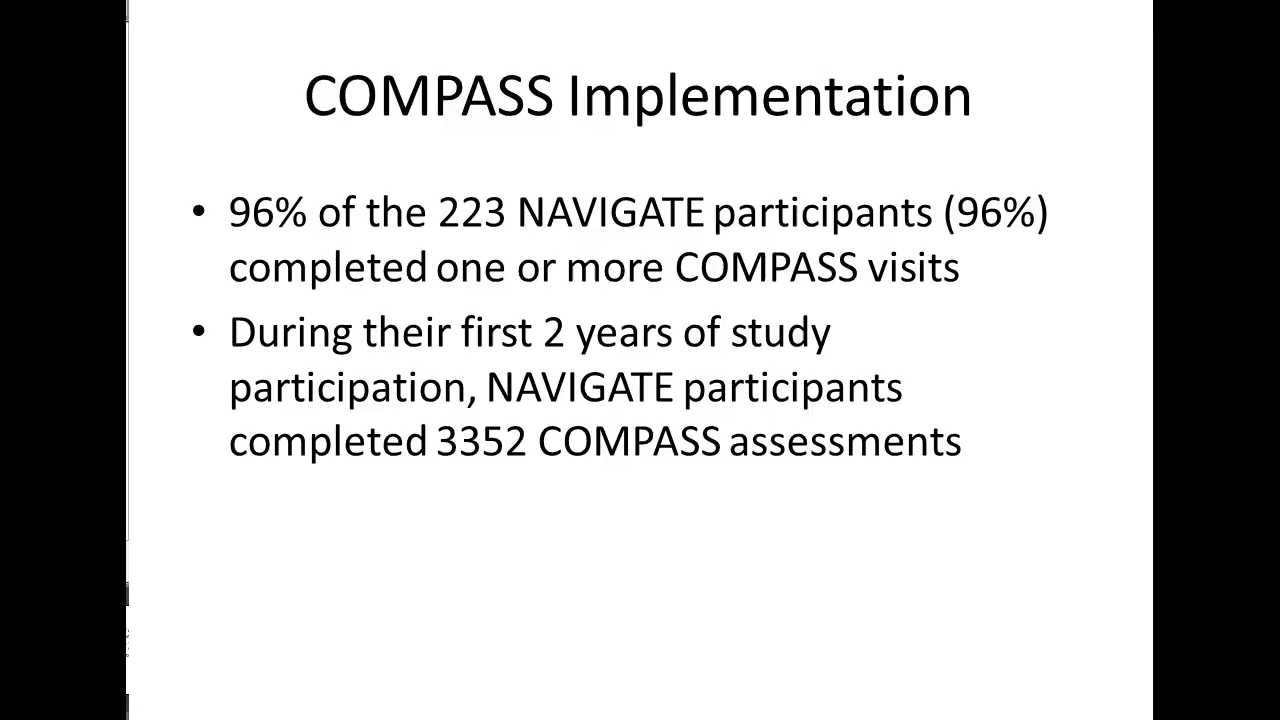 COMPASS Implementation
• 96% of the 223 NAVIGATE participants (96%)
completed one or more COMPASS visits
• During their first 2 years of study
participation, NAVIGATE participants
completed 3352 COMPASS assessments